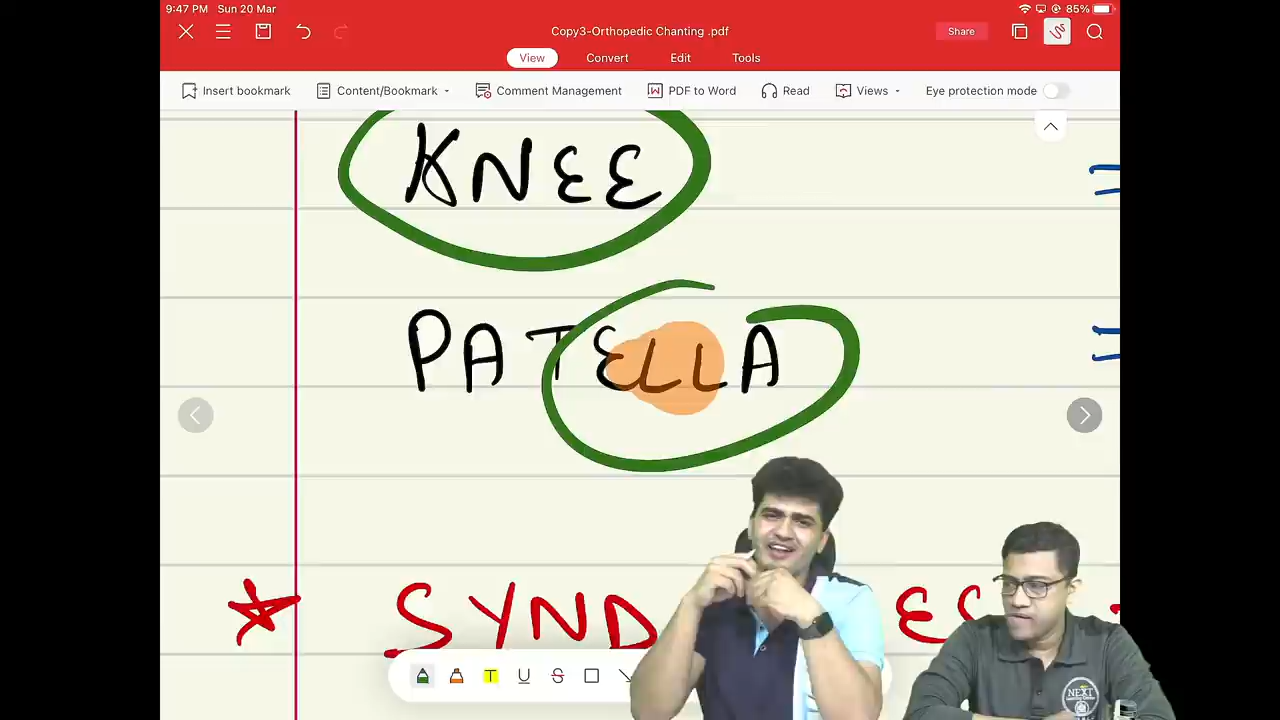 9:47 PM Sun 20 Mar 85%
Copy3-Orthopedic Chanting .pdf
Share
View Convert Edit Tools
Insert bookmark Content/Bookmark Comment Management PDF to Word Read Views Eye protection mode
KNEE =
PATELLA =
SYND ES
T U S
NEXT